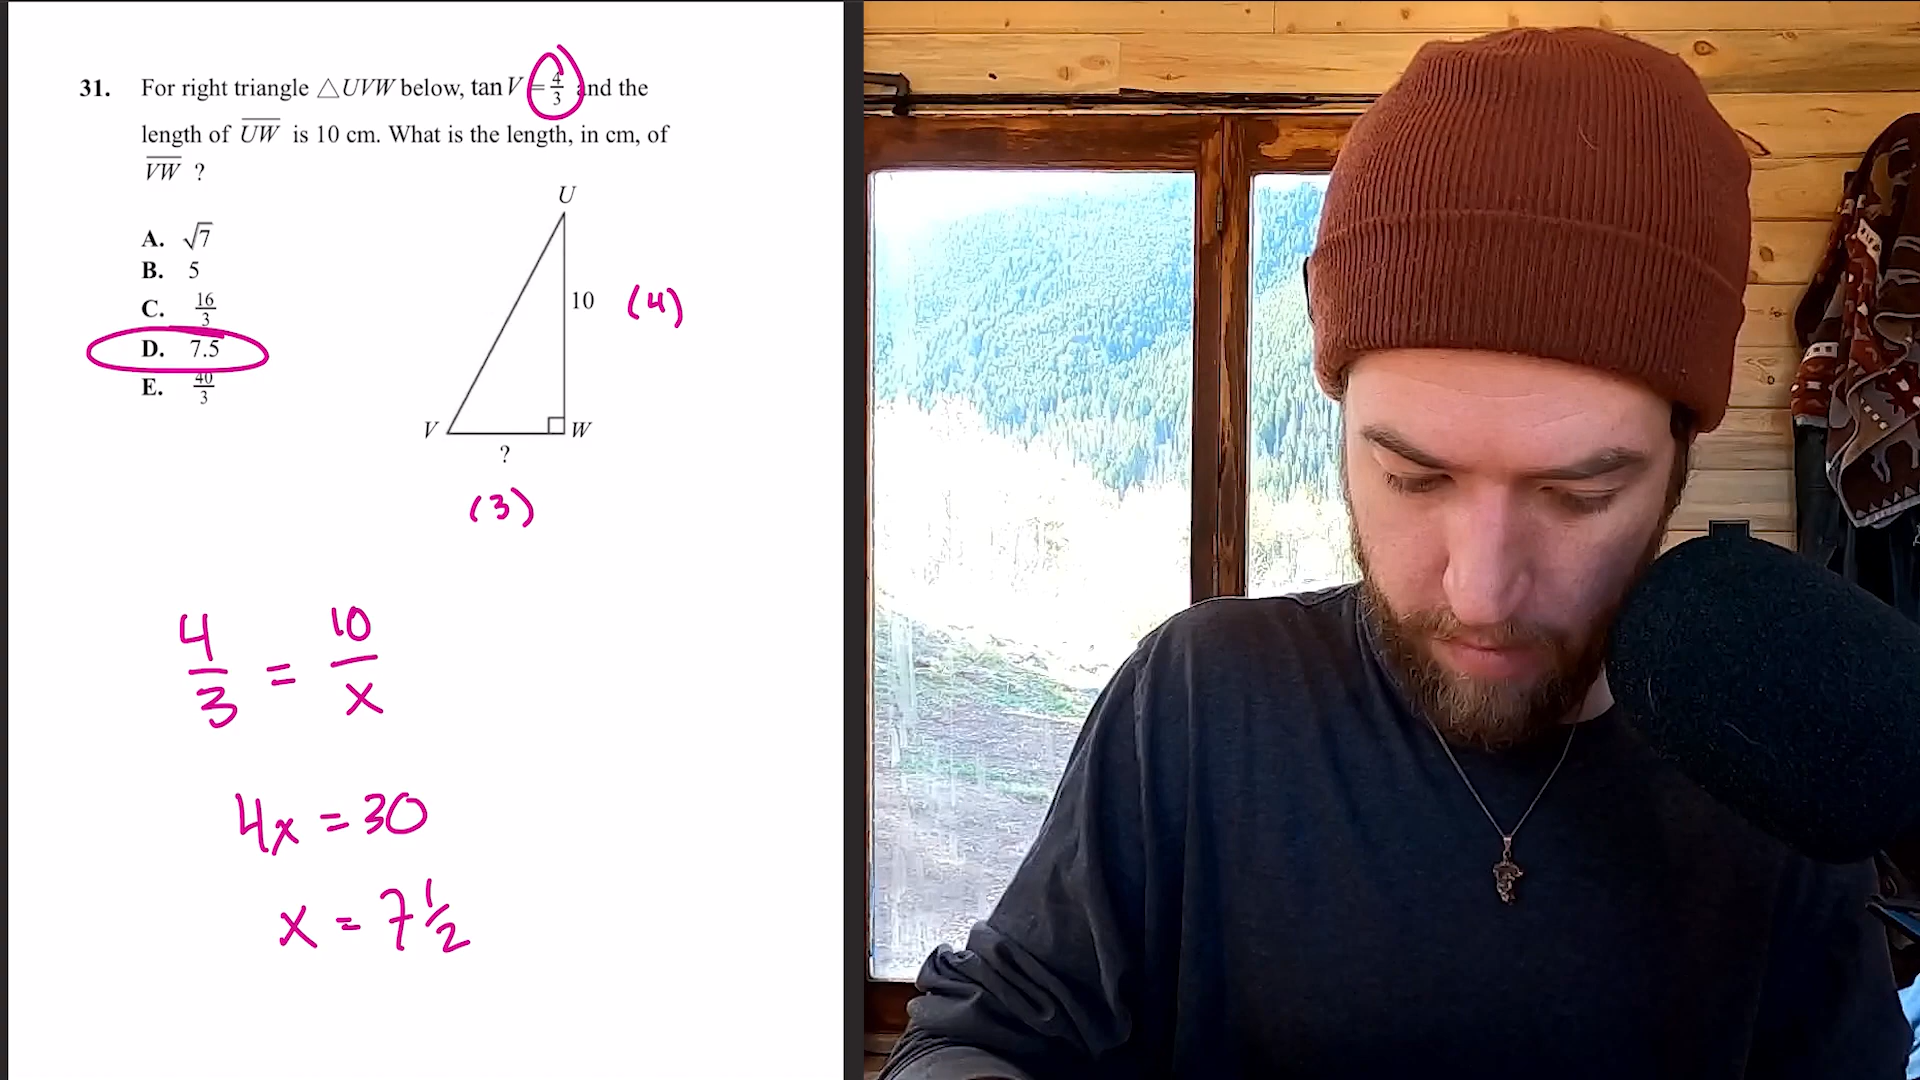 31. For right triangle △UVW below, tan V = 4/3 and the
length of UW is 10 cm. What is the length, in cm, of
VW ?
A. √7
B. 5
C. 16/3
D. 7.5
E. 40/3
U
10 (4)
V W
?
(3)
4/3 = 10/x
4x = 30
x = 7 1/2